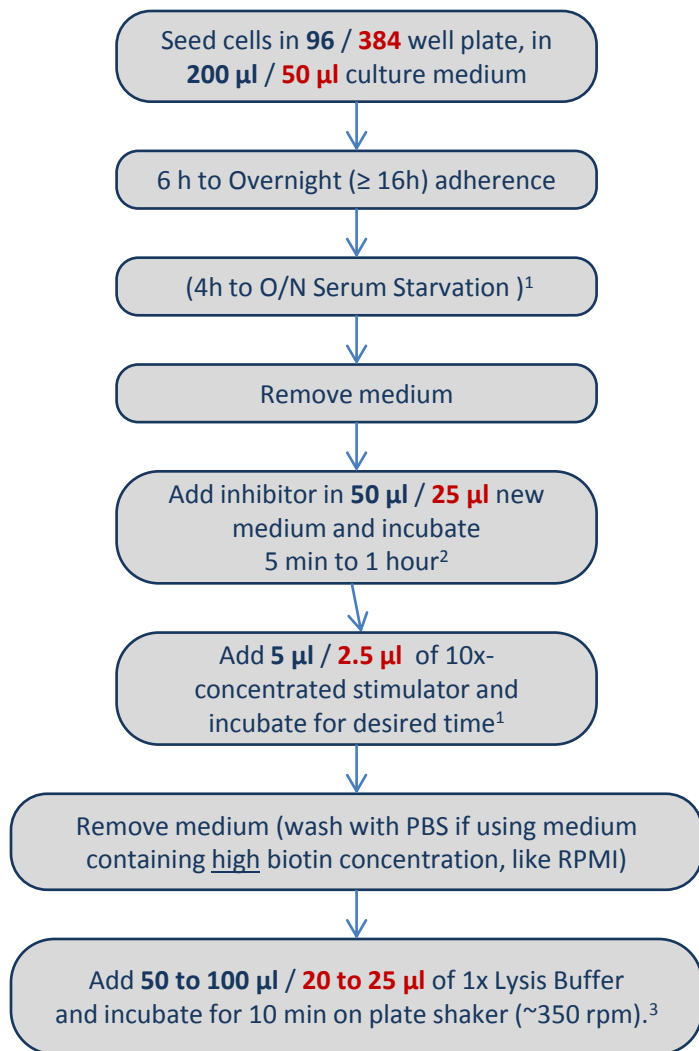 Seed cells in 96 / 384 well plate, in
200 µl / 50 µl culture medium
6 h to Overnight (≥ 16h) adherence
(4h to O/N Serum Starvation )¹
Remove medium
Add inhibitor in 50 µl / 25 µl new
medium and incubate
5 min to 1 hour²
Add 5 µl / 2.5 µl of 10x-
concentrated stimulator and
incubate for desired time¹
Remove medium (wash with PBS if using medium
containing high biotin concentration, like RPMI)
Add 50 to 100 µl / 20 to 25 µl of 1x Lysis Buffer
and incubate for 10 min on plate shaker (~350 rpm).³